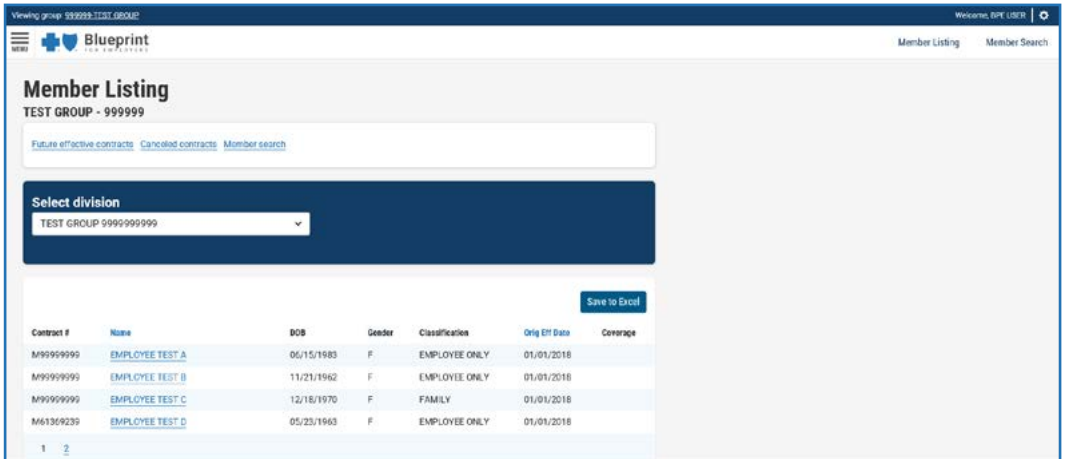 Viewing group: 999999-TEST GROUP
Welcome, BPE USER
MENU
Blueprint
FOR EMPLOYERS
Member Listing
Member Search
Member Listing
TEST GROUP - 999999
Future effective contracts Canceled contracts Member search
Select division
TEST GROUP 9999999999
Save to Excel
Contract # Name DOB Gender Classification Orig Eff Date Coverage
M99999999 EMPLOYEE TEST A 06/15/1983 F EMPLOYEE ONLY 01/01/2018
M99999999 EMPLOYEE TEST B 11/21/1962 F EMPLOYEE ONLY 01/01/2018
M99999999 EMPLOYEE TEST C 12/18/1970 F FAMILY 01/01/2018
M61369239 EMPLOYEE TEST D 05/23/1963 F EMPLOYEE ONLY 01/01/2018
1 2